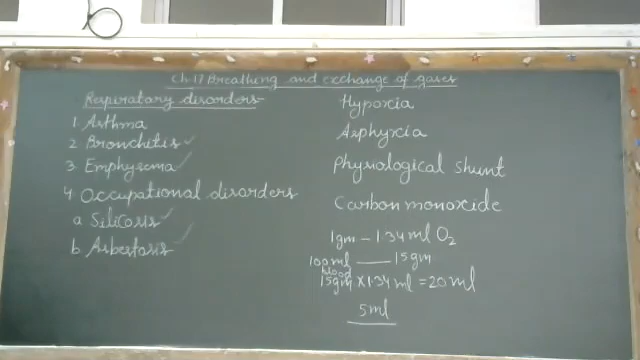 Ch 17 Breathing and exchange of gases
Respiratory disorders
1. Asthma
2 Bronchitis ✓
3. Emphysema ✓
4 Occupational disorders
a. Silicosis ✓
b. Asbestosis ✓
Hypoxia
Asphyxia
Physiological shunt
Carbon monoxide
1gm - 1.34 ml O2
100ml blood — 15gm
15gm × 1.34 ml = 20 ml
5ml